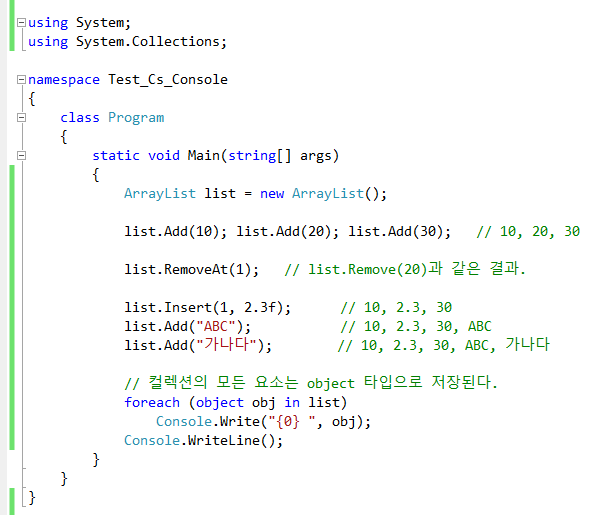 using System;
using System.Collections;
namespace Test_Cs_Console
{
class Program
{
static void Main(string[] args)
{
ArrayList list = new ArrayList();
list.Add(10); list.Add(20); list.Add(30); // 10, 20, 30
list.RemoveAt(1); // list.Remove(20)과 같은 결과.
list.Insert(1, 2.3f); // 10, 2.3, 30
list.Add("ABC"); // 10, 2.3, 30, ABC
list.Add("가나다"); // 10, 2.3, 30, ABC, 가나다
// 컬렉션의 모든 요소는 object 타입으로 저장된다.
foreach (object obj in list)
Console.Write("{0} ", obj);
Console.WriteLine();
}
}
}